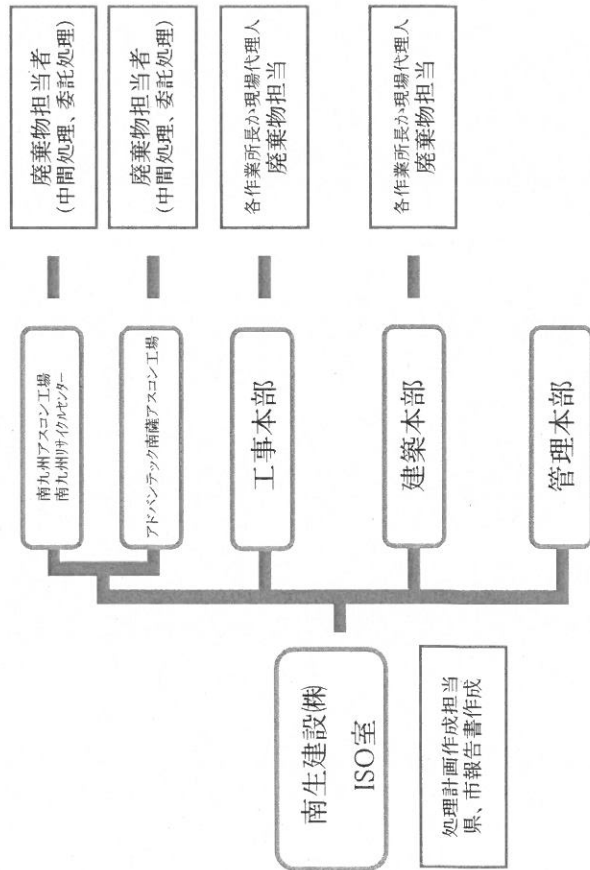 南生建設(株)
ISO室
処理計画作成担当
県、市報告書作成
南九州アスコン工場
南九州リサイクルセンター
廃棄物担当者
(中間処理、委託処理)
アドバンテック南薩アスコン工場
廃棄物担当者
(中間処理、委託処理)
工事本部
各作業所長か現場代理人
廃棄物担当
建築本部
各作業所長か現場代理人
廃棄物担当
管理本部